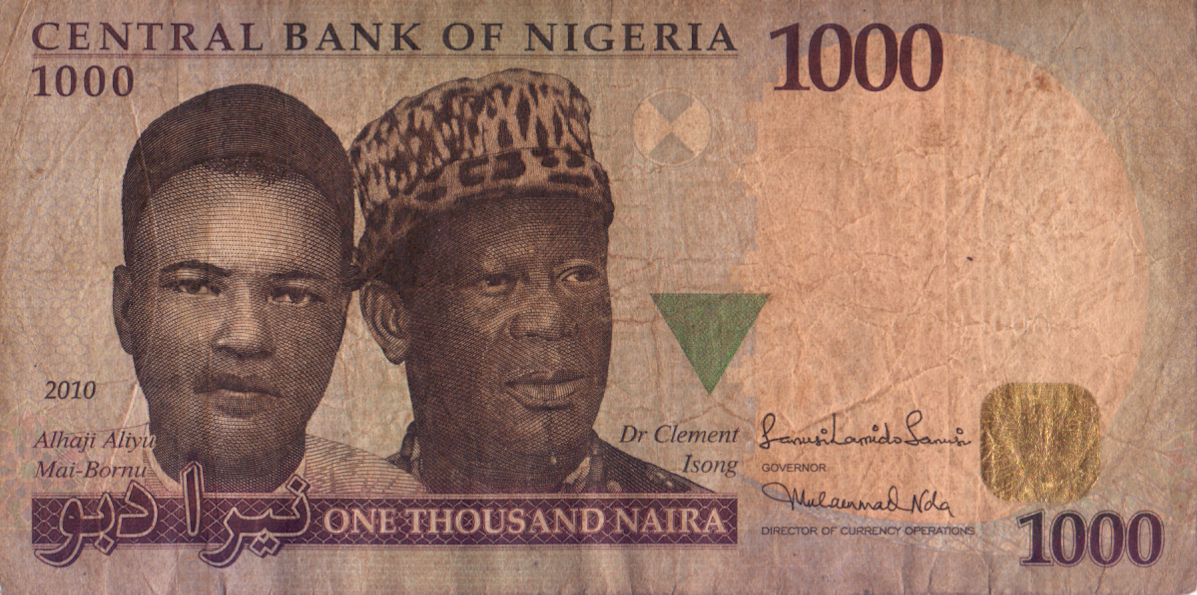 CENTRAL BANK OF NIGERIA
1000
1000
2010
Alhaji Aliyu
Mai-Bornu
Dr Clement
Isong
Sanusi Lamido Sanusi
GOVERNOR
Muhammad Nda
DIRECTOR OF CURRENCY OPERATIONS
نيرا دبو
ONE THOUSAND NAIRA
1000